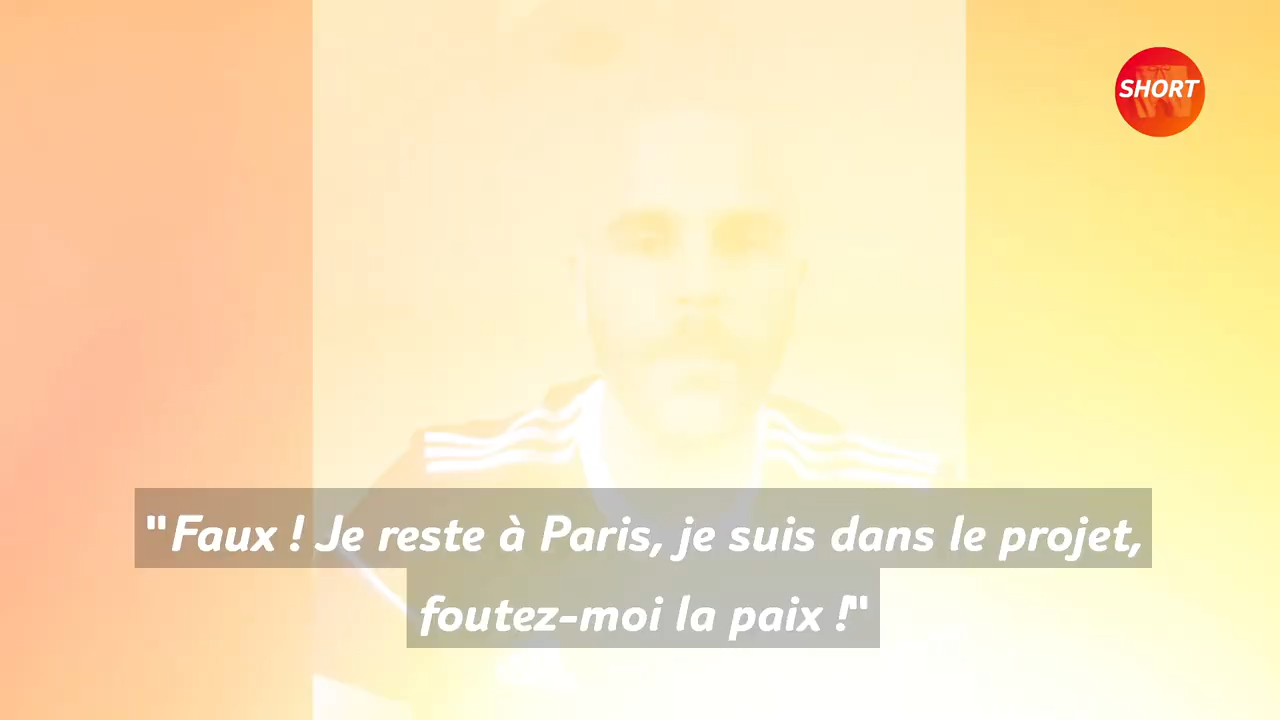 SHORT
"Faux ! Je reste à Paris, je suis dans le projet,
foutez-moi la paix !"